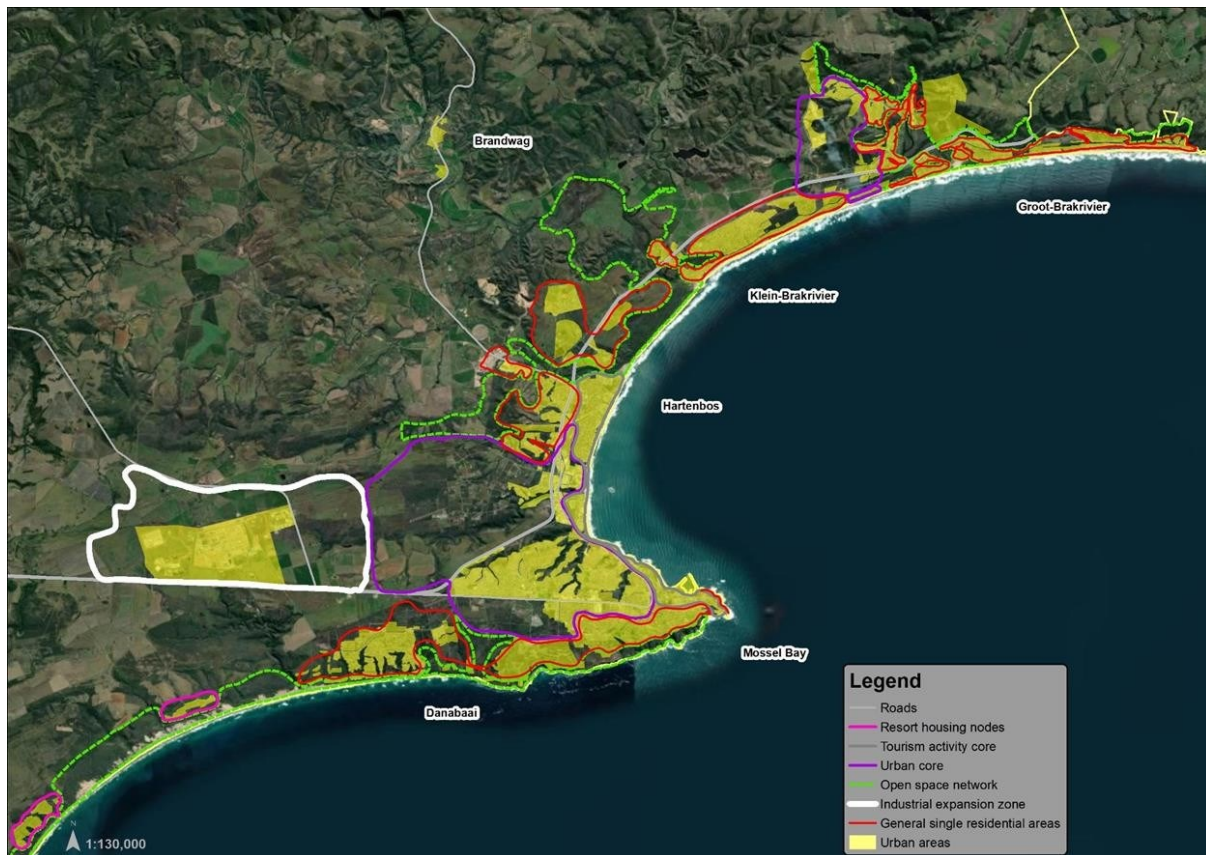 Brandwag
Groot-Brakrivier
Klein-Brakrivier
Hartenbos
Mossel Bay
Danabaai
Legend
Roads
Resort housing nodes
Tourism activity core
Urban core
Open space network
Industrial expansion zone
General single residential areas
Urban areas
N
1:130,000